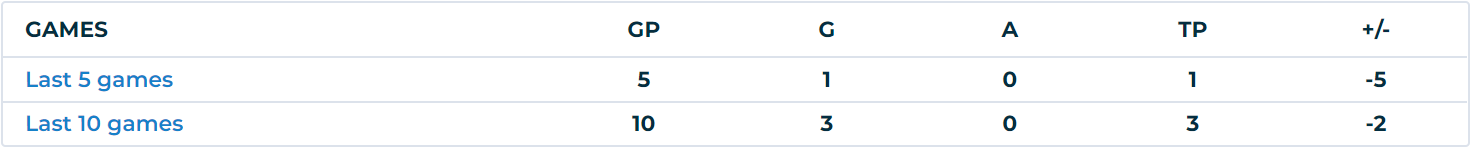 GAMES GP G A TP +/-
Last 5 games 5 1 0 1 -5
Last 10 games 10 3 0 3 -2